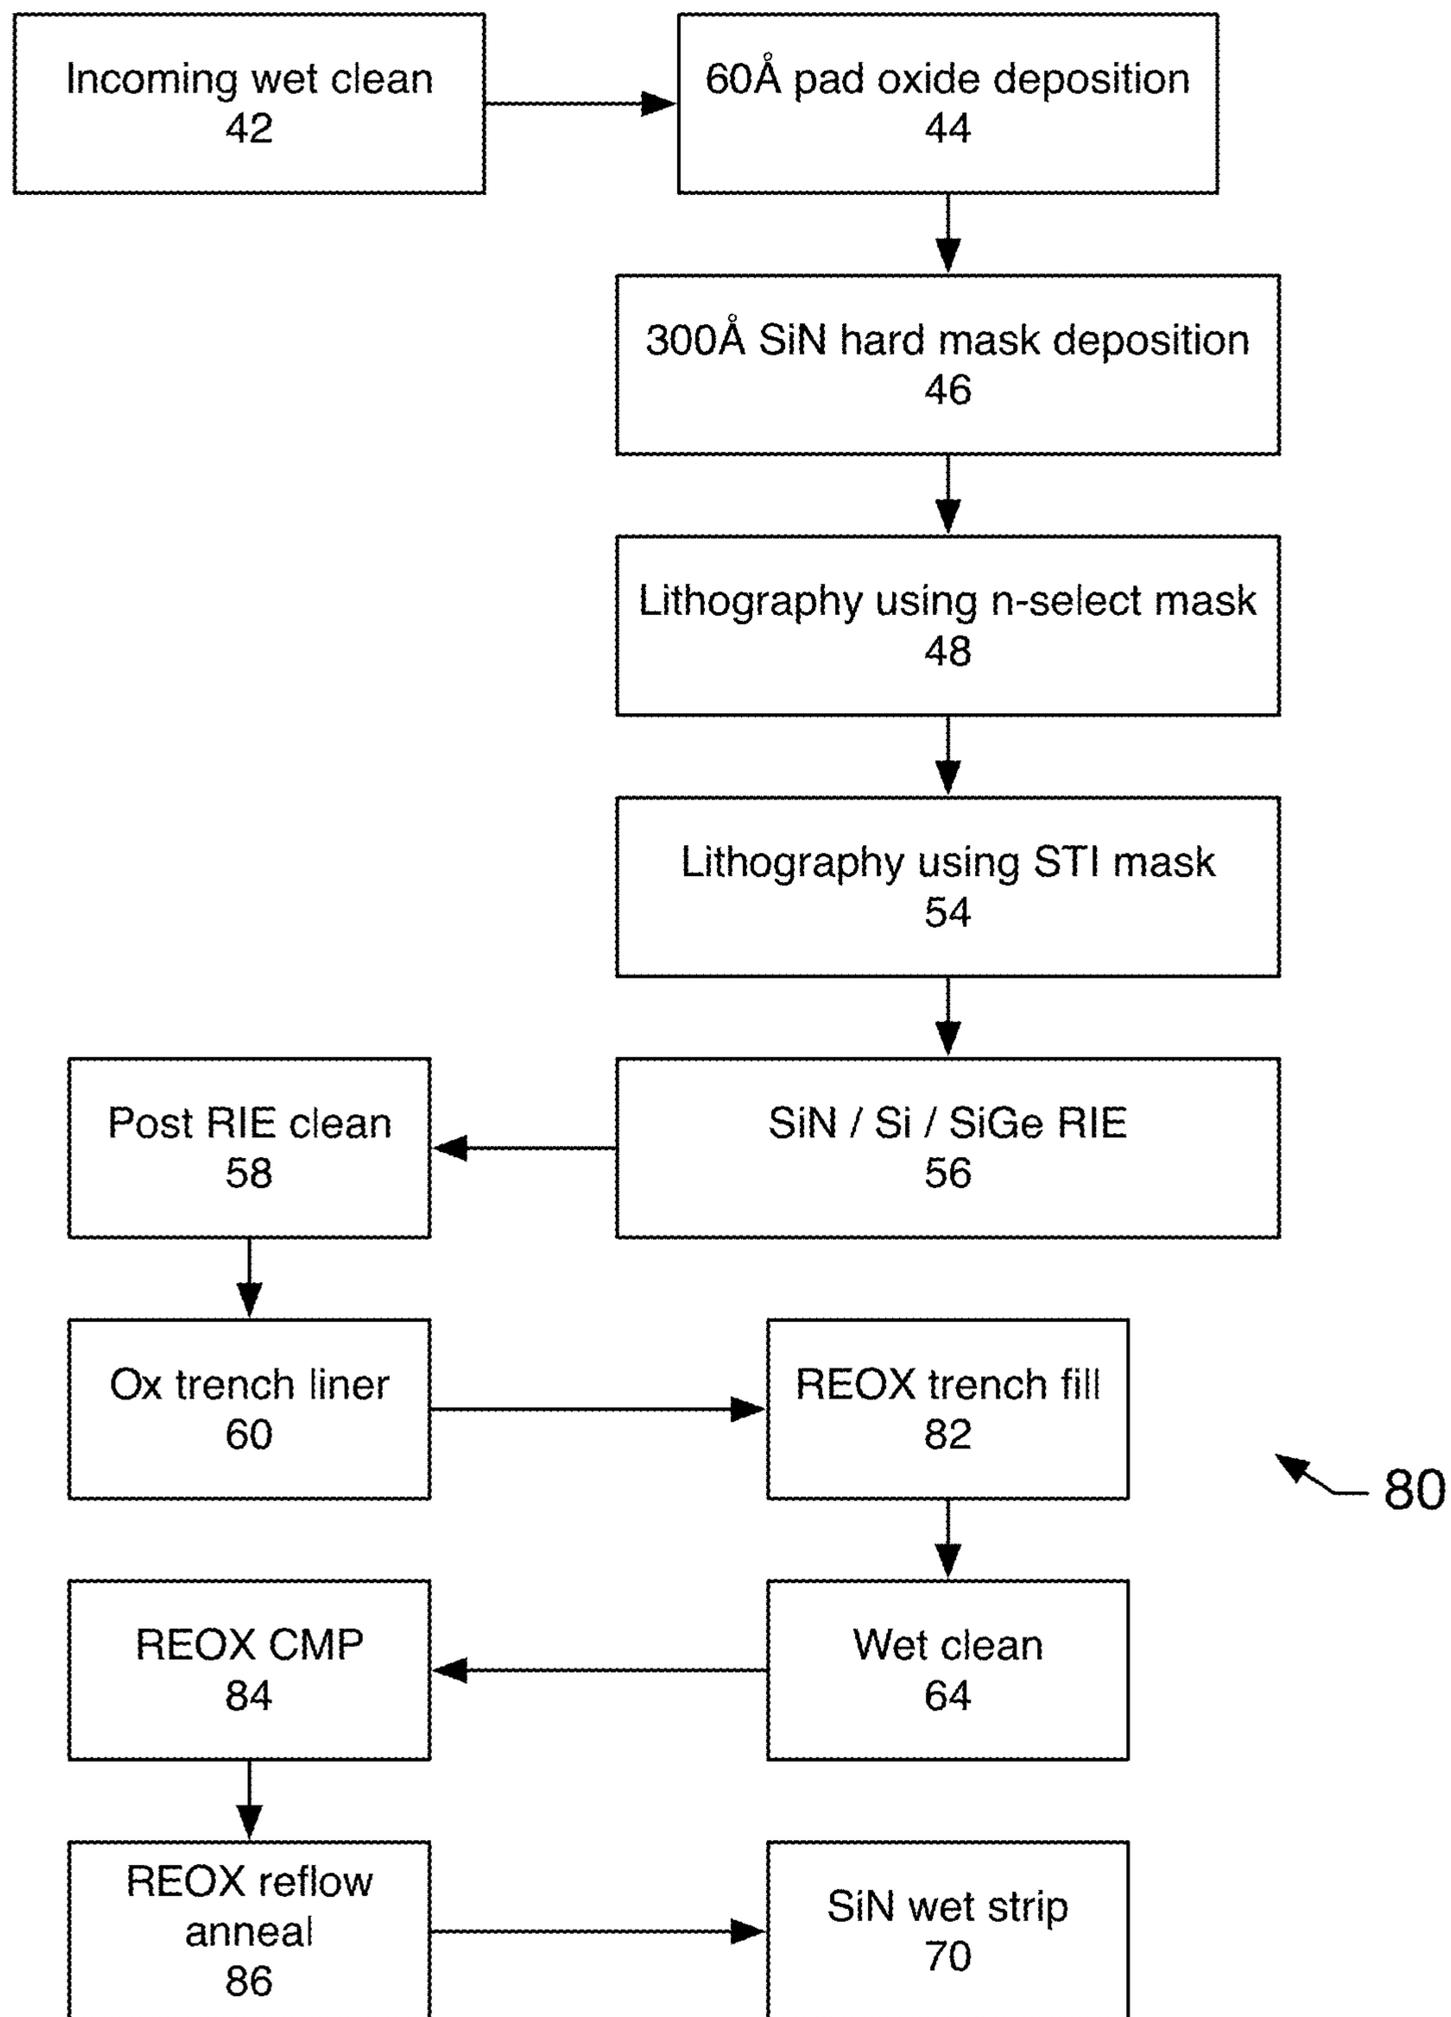 Incoming wet clean
42
60Å pad oxide deposition
44
300Å SiN hard mask deposition
46
Lithography using n-select mask
48
Lithography using STI mask
54
SiN / Si / SiGe RIE
56
Post RIE clean
58
Ox trench liner
60
REOX trench fill
82
80
Wet clean
64
REOX CMP
84
REOX reflow
anneal
86
SiN wet strip
70